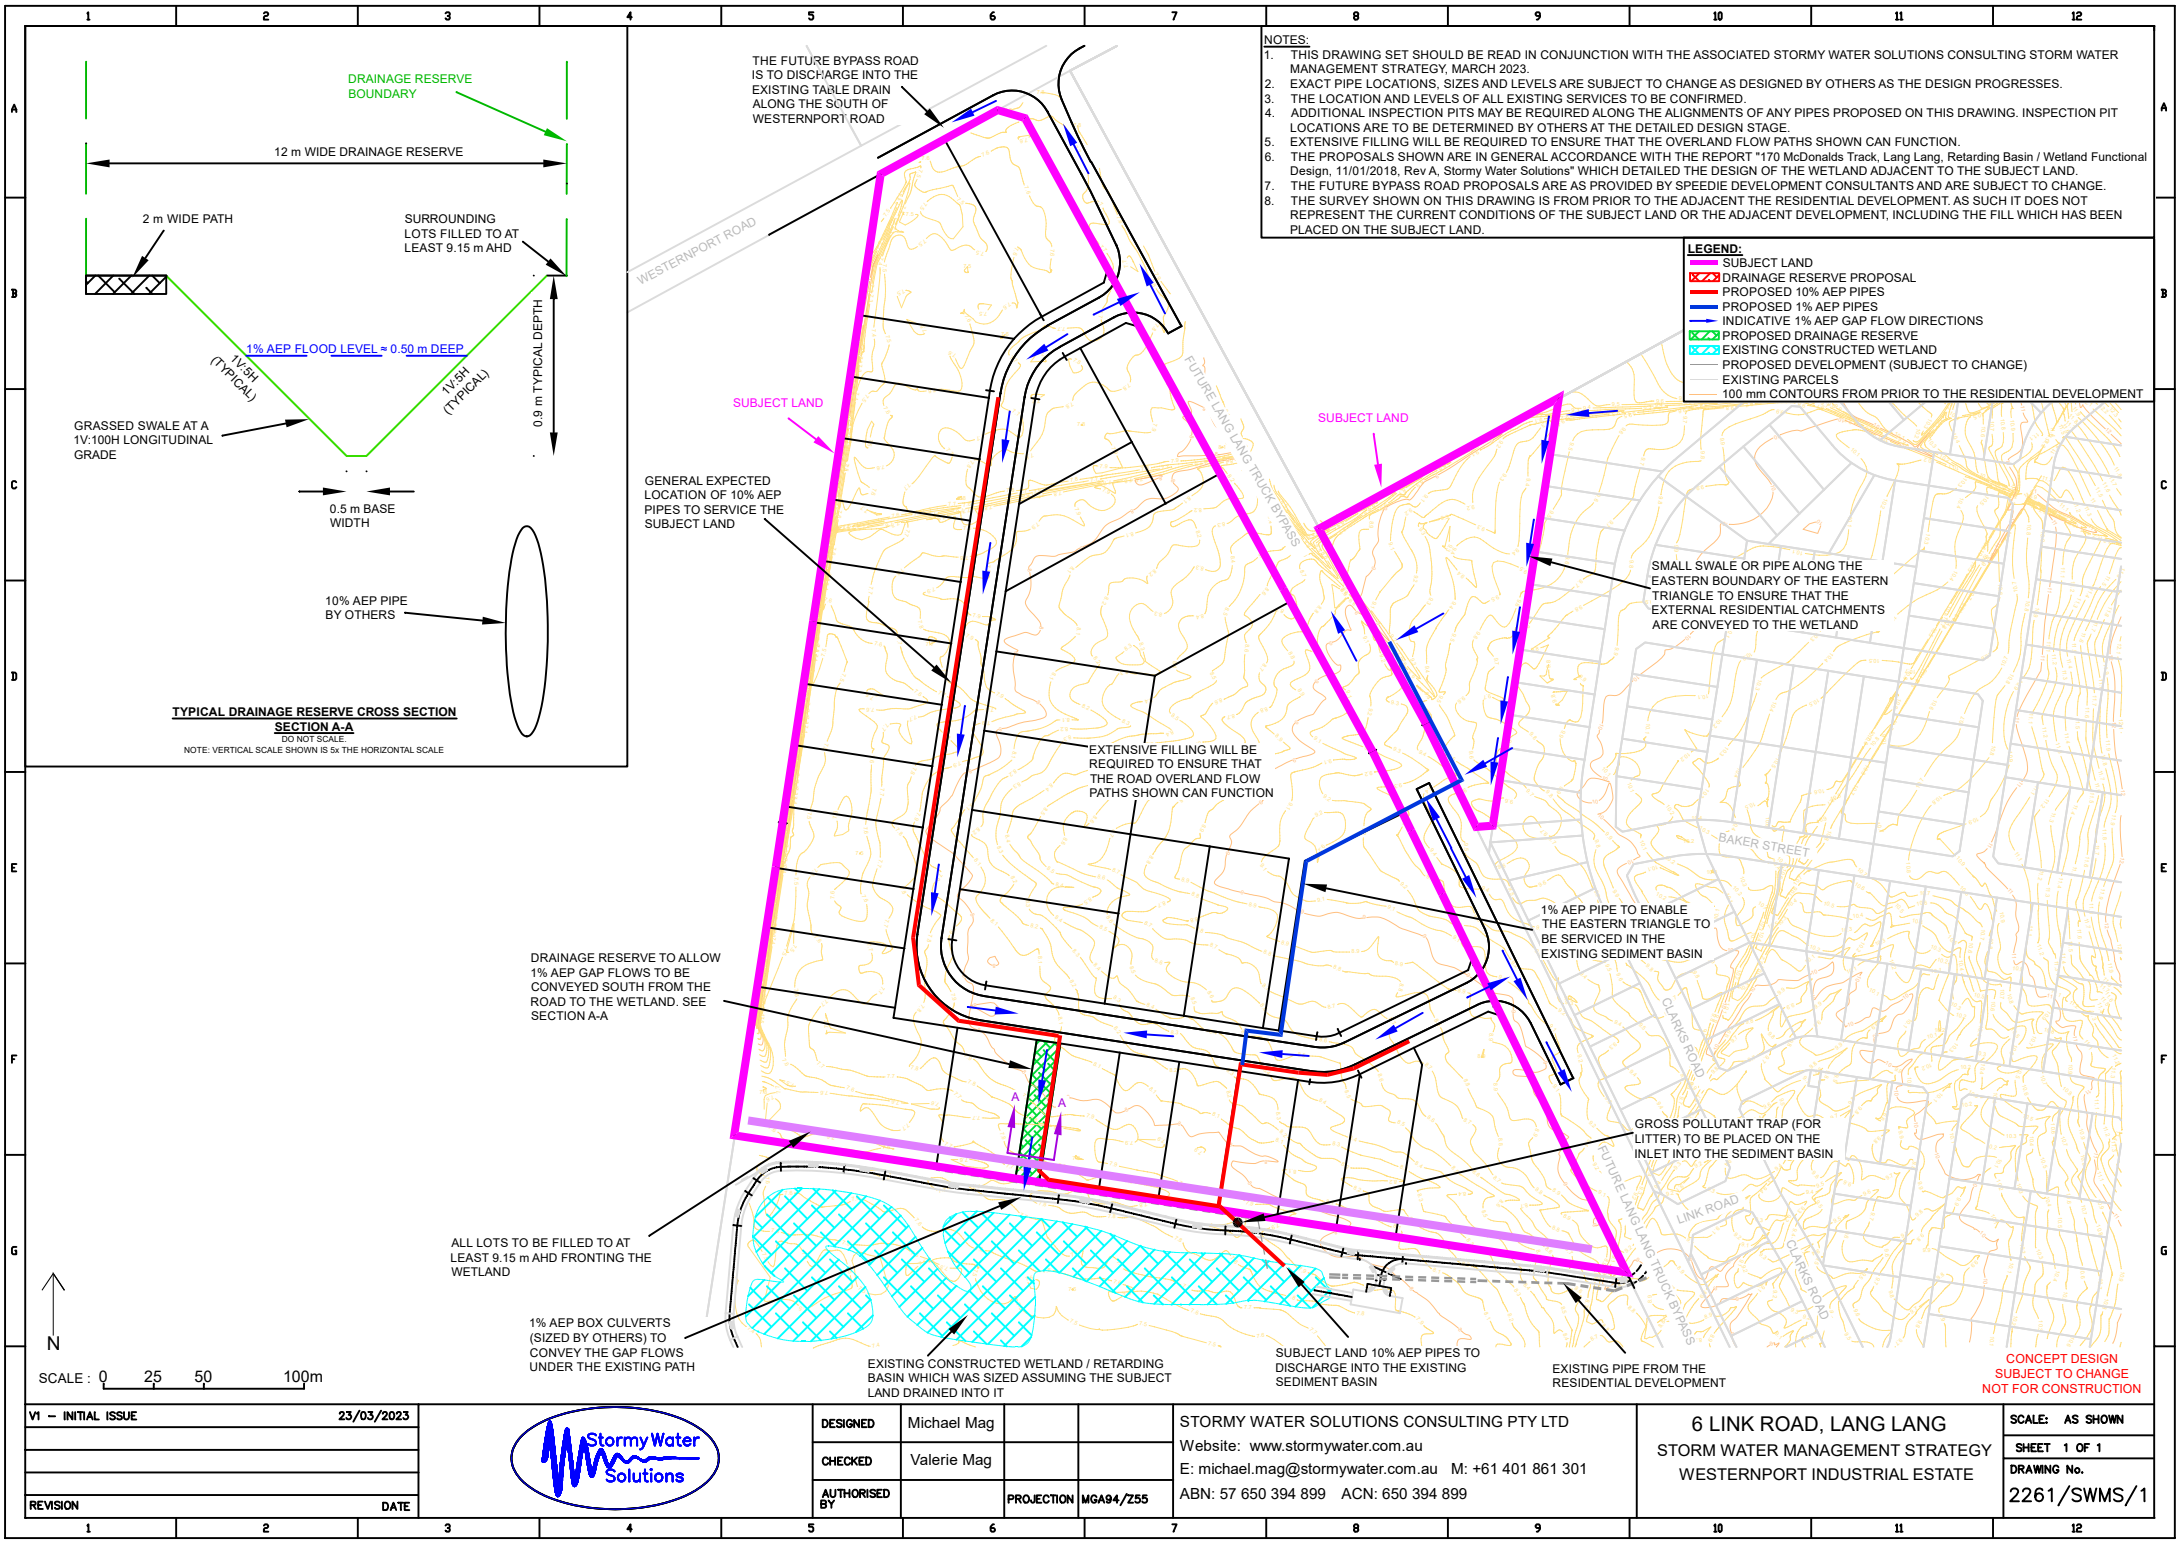 1 2 3 4 5 6 7 8 9 10 11 12
A
B
C
D
E
F
G
A
B
C
D
E
F
G
DRAINAGE RESERVE
BOUNDARY
12 m WIDE DRAINAGE RESERVE
2 m WIDE PATH
SURROUNDING
LOTS FILLED TO AT
LEAST 9.15 m AHD
1% AEP FLOOD LEVEL ≈ 0.50 m DEEP
1V:5H
(TYPICAL)
1V:5H
(TYPICAL)
0.9 m TYPICAL DEPTH
GRASSED SWALE AT A
1V:100H LONGITUDINAL
GRADE
0.5 m BASE
WIDTH
10% AEP PIPE
BY OTHERS
TYPICAL DRAINAGE RESERVE CROSS SECTION
SECTION A-A
DO NOT SCALE.
NOTE: VERTICAL SCALE SHOWN IS 5x THE HORIZONTAL SCALE
THE FUTURE BYPASS ROAD
IS TO DISCHARGE INTO THE
EXISTING TABLE DRAIN
ALONG THE SOUTH OF
WESTERNPORT ROAD
WESTERNPORT ROAD
NOTES:
1. THIS DRAWING SET SHOULD BE READ IN CONJUNCTION WITH THE ASSOCIATED STORMY WATER SOLUTIONS CONSULTING STORM WATER
MANAGEMENT STRATEGY, MARCH 2023.
2. EXACT PIPE LOCATIONS, SIZES AND LEVELS ARE SUBJECT TO CHANGE AS DESIGNED BY OTHERS AS THE DESIGN PROGRESSES.
3. THE LOCATION AND LEVELS OF ALL EXISTING SERVICES TO BE CONFIRMED.
4. ADDITIONAL INSPECTION PITS MAY BE REQUIRED ALONG THE ALIGNMENTS OF ANY PIPES PROPOSED ON THIS DRAWING. INSPECTION PIT
LOCATIONS ARE TO BE DETERMINED BY OTHERS AT THE DETAILED DESIGN STAGE.
5. EXTENSIVE FILLING WILL BE REQUIRED TO ENSURE THAT THE OVERLAND FLOW PATHS SHOWN CAN FUNCTION.
6. THE PROPOSALS SHOWN ARE IN GENERAL ACCORDANCE WITH THE REPORT "170 McDonalds Track, Lang Lang, Retarding Basin / Wetland Functional
Design, 11/01/2018, Rev A, Stormy Water Solutions" WHICH DETAILED THE DESIGN OF THE WETLAND ADJACENT TO THE SUBJECT LAND.
7. THE FUTURE BYPASS ROAD PROPOSALS ARE AS PROVIDED BY SPEEDIE DEVELOPMENT CONSULTANTS AND ARE SUBJECT TO CHANGE.
8. THE SURVEY SHOWN ON THIS DRAWING IS FROM PRIOR TO THE ADJACENT THE RESIDENTIAL DEVELOPMENT. AS SUCH IT DOES NOT
REPRESENT THE CURRENT CONDITIONS OF THE SUBJECT LAND OR THE ADJACENT DEVELOPMENT, INCLUDING THE FILL WHICH HAS BEEN
PLACED ON THE SUBJECT LAND.
LEGEND:
SUBJECT LAND
DRAINAGE RESERVE PROPOSAL
PROPOSED 10% AEP PIPES
PROPOSED 1% AEP PIPES
INDICATIVE 1% AEP GAP FLOW DIRECTIONS
PROPOSED DRAINAGE RESERVE
EXISTING CONSTRUCTED WETLAND
PROPOSED DEVELOPMENT (SUBJECT TO CHANGE)
EXISTING PARCELS
100 mm CONTOURS FROM PRIOR TO THE RESIDENTIAL DEVELOPMENT
SUBJECT LAND
SUBJECT LAND
FUTURE LANG LANG TRUCK BYPASS
GENERAL EXPECTED
LOCATION OF 10% AEP
PIPES TO SERVICE THE
SUBJECT LAND
SMALL SWALE OR PIPE ALONG THE
EASTERN BOUNDARY OF THE EASTERN
TRIANGLE TO ENSURE THAT THE
EXTERNAL RESIDENTIAL CATCHMENTS
ARE CONVEYED TO THE WETLAND
EXTENSIVE FILLING WILL BE
REQUIRED TO ENSURE THAT
THE ROAD OVERLAND FLOW
PATHS SHOWN CAN FUNCTION
BAKER STREET
1% AEP PIPE TO ENABLE
THE EASTERN TRIANGLE TO
BE SERVICED IN THE
EXISTING SEDIMENT BASIN
DRAINAGE RESERVE TO ALLOW
1% AEP GAP FLOWS TO BE
CONVEYED SOUTH FROM THE
ROAD TO THE WETLAND. SEE
SECTION A-A
CLARKS ROAD
A
A
GROSS POLLUTANT TRAP (FOR
LITTER) TO BE PLACED ON THE
INLET INTO THE SEDIMENT BASIN
FUTURE LANG LANG TRUCK BYPASS
LINK ROAD
CLARKS ROAD
ALL LOTS TO BE FILLED TO AT
LEAST 9.15 m AHD FRONTING THE
WETLAND
1% AEP BOX CULVERTS
(SIZED BY OTHERS) TO
CONVEY THE GAP FLOWS
UNDER THE EXISTING PATH
EXISTING CONSTRUCTED WETLAND / RETARDING
BASIN WHICH WAS SIZED ASSUMING THE SUBJECT
LAND DRAINED INTO IT
SUBJECT LAND 10% AEP PIPES TO
DISCHARGE INTO THE EXISTING
SEDIMENT BASIN
EXISTING PIPE FROM THE
RESIDENTIAL DEVELOPMENT
CONCEPT DESIGN
SUBJECT TO CHANGE
NOT FOR CONSTRUCTION
N
SCALE : 0 25 50 100m
V1 - INITIAL ISSUE 23/03/2023
REVISION DATE
Stormy Water
Solutions
DESIGNED Michael Mag
CHECKED Valerie Mag
AUTHORISED
BY
PROJECTION MGA94/Z55
STORMY WATER SOLUTIONS CONSULTING PTY LTD
Website: www.stormywater.com.au
E: michael.mag@stormywater.com.au M: +61 401 861 301
ABN: 57 650 394 899 ACN: 650 394 899
6 LINK ROAD, LANG LANG
STORM WATER MANAGEMENT STRATEGY
WESTERNPORT INDUSTRIAL ESTATE
SCALE: AS SHOWN
SHEET 1 OF 1
DRAWING No.
2261/SWMS/1
1 2 3 4 5 6 7 8 9 10 11 12